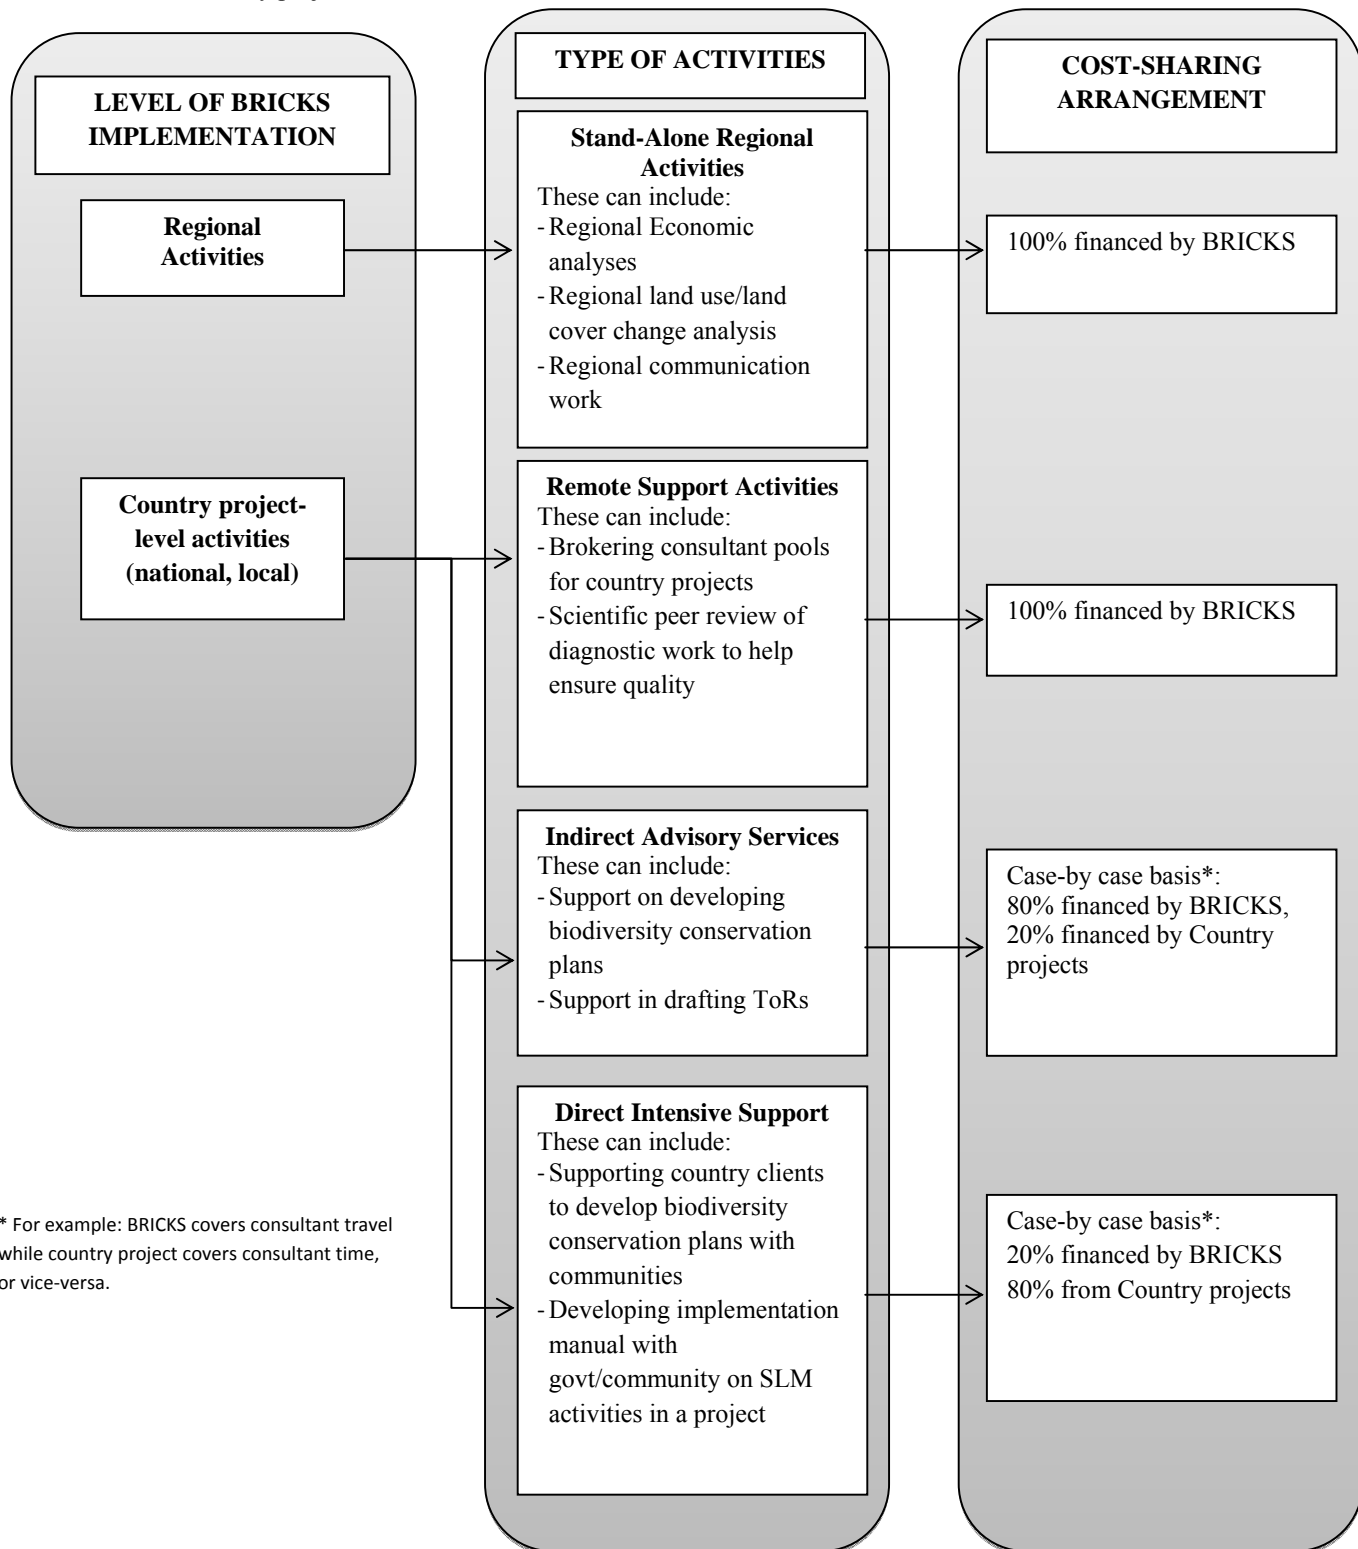 LEVEL OF BRICKS
IMPLEMENTATION
Regional
Activities
Country project-
level activities
(national, local)
* For example: BRICKS covers consultant travel
while country project covers consultant time,
or vice-versa.
TYPE OF ACTIVITIES
Stand-Alone Regional
Activities
These can include:
- Regional Economic
analyses
- Regional land use/land
cover change analysis
- Regional communication
work
Remote Support Activities
These can include:
- Brokering consultant pools
for country projects
- Scientific peer review of
diagnostic work to help
ensure quality
Indirect Advisory Services
These can include:
- Support on developing
biodiversity conservation
plans
- Support in drafting ToRs
Direct Intensive Support
These can include:
- Supporting country clients
to develop biodiversity
conservation plans with
communities
- Developing implementation
manual with
govt/community on SLM
activities in a project
COST-SHARING
ARRANGEMENT
100% financed by BRICKS
100% financed by BRICKS
Case-by case basis*:
80% financed by BRICKS,
20% financed by Country
projects
Case-by case basis*:
20% financed by BRICKS
80% from Country projects